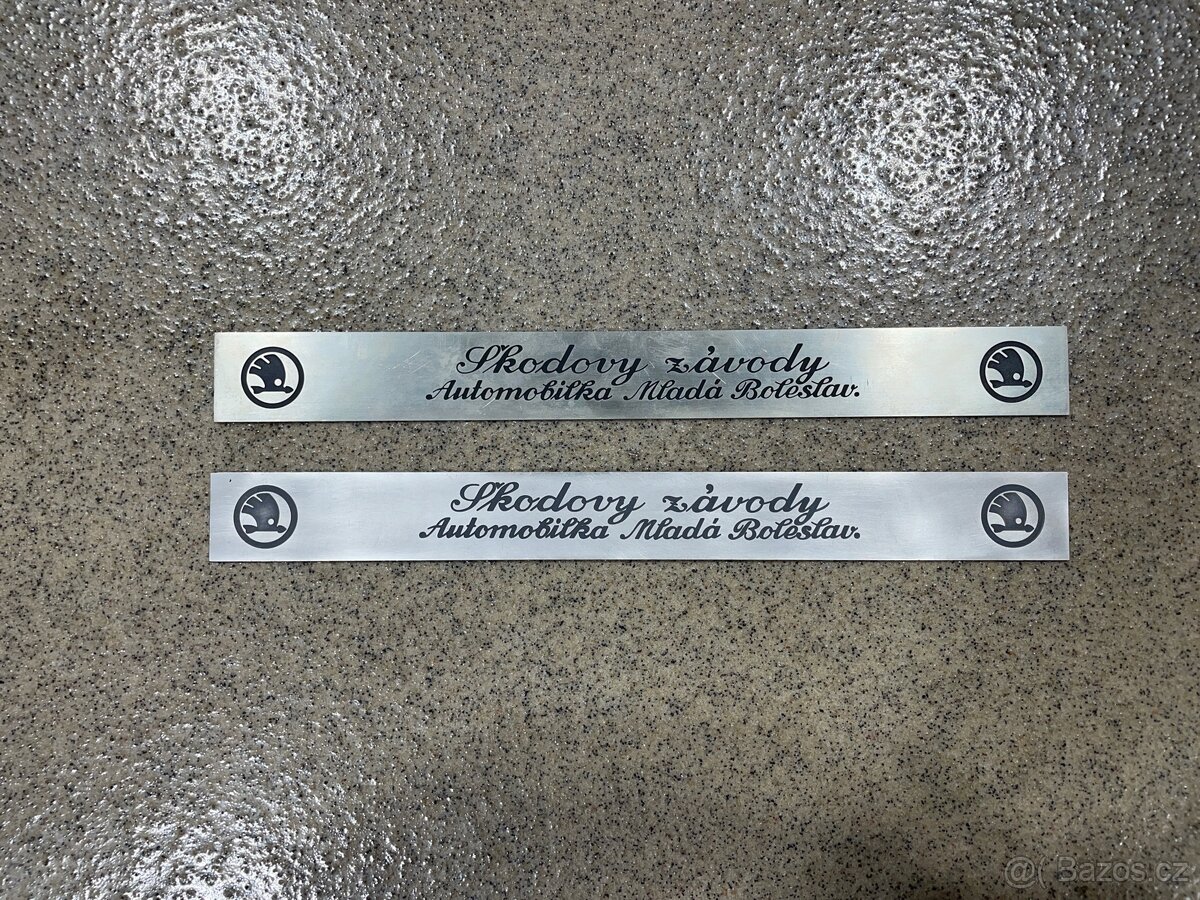 Škodovy závody
Automobilka Mladá Boleslav.
Škodovy závody
Automobilka Mladá Boleslav.
@( Bazos.cz